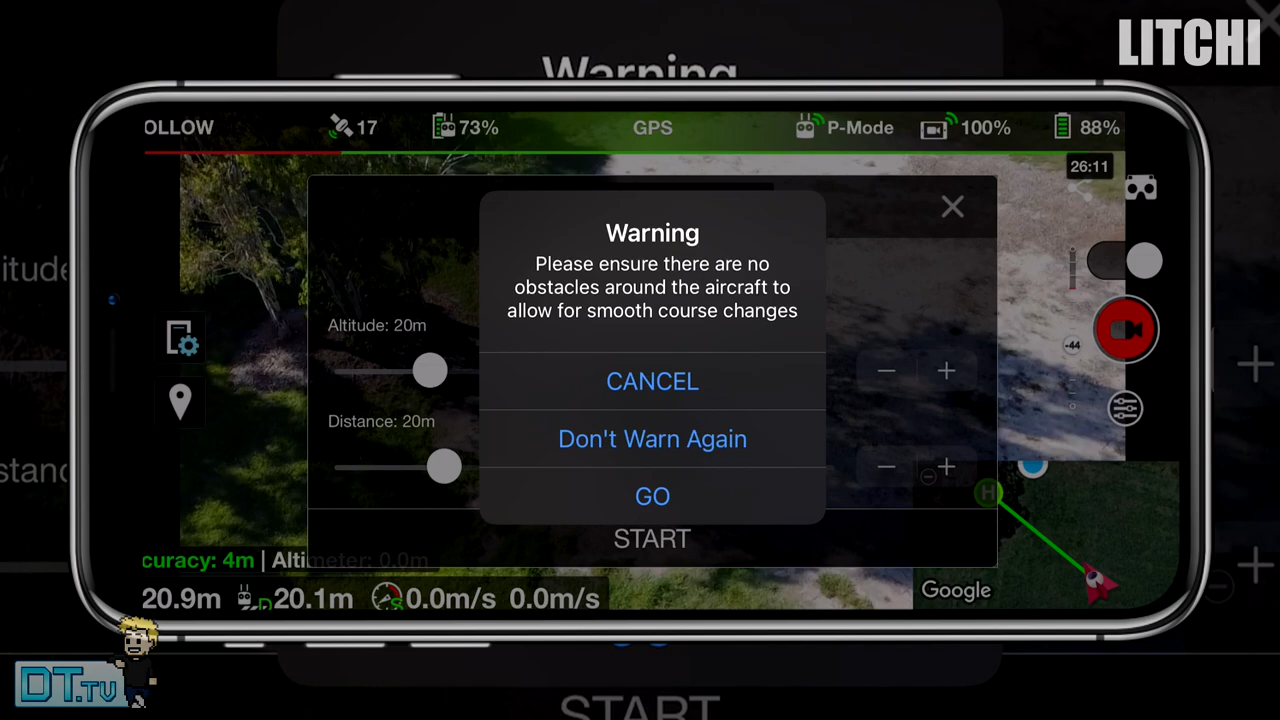 LITCHI
Warning
OLLOW
17
73%
GPS
P-Mode
100%
88%
26:11
Warning
Please ensure there are no
obstacles around the aircraft to
allow for smooth course changes
itude
Altitude: 20m
-44
CANCEL
Distance: 20m
Don't Warn Again
stanc
GO
H
START
curacy: 4m | Altimeter: 0.0m
Google
20.9m
D 20.1m
S 0.0m/s 0.0m/s
DT.TV
START